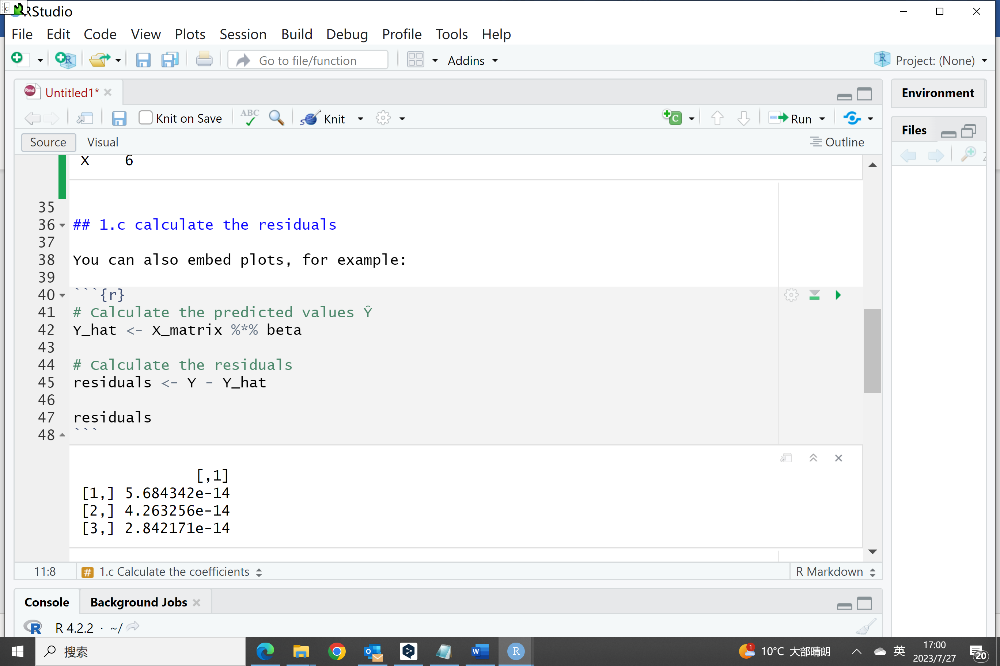 RStudio
File Edit Code View Plots Session Build Debug Profile Tools Help
Go to file/function
Addins
Project: (None)
Untitled1*
Environment
Knit on Save
ABC
Knit
Run
Files
Source Visual
Outline
X 6
35
36 ## 1.c calculate the residuals
37
38 You can also embed plots, for example:
39
40 ```{r}
41 # Calculate the predicted values Ŷ
42 Y_hat <- X_matrix %*% beta
43
44 # Calculate the residuals
45 residuals <- Y - Y_hat
46
47 residuals
48 ```
[,1]
[1,] 5.684342e-14
[2,] 4.263256e-14
[3,] 2.842171e-14
11:8 # 1.c Calculate the coefficients
R Markdown
Console Background Jobs
R 4.2.2 · ~/
搜索
1 10°C 大部晴朗
英
17:00
2023/7/27
20